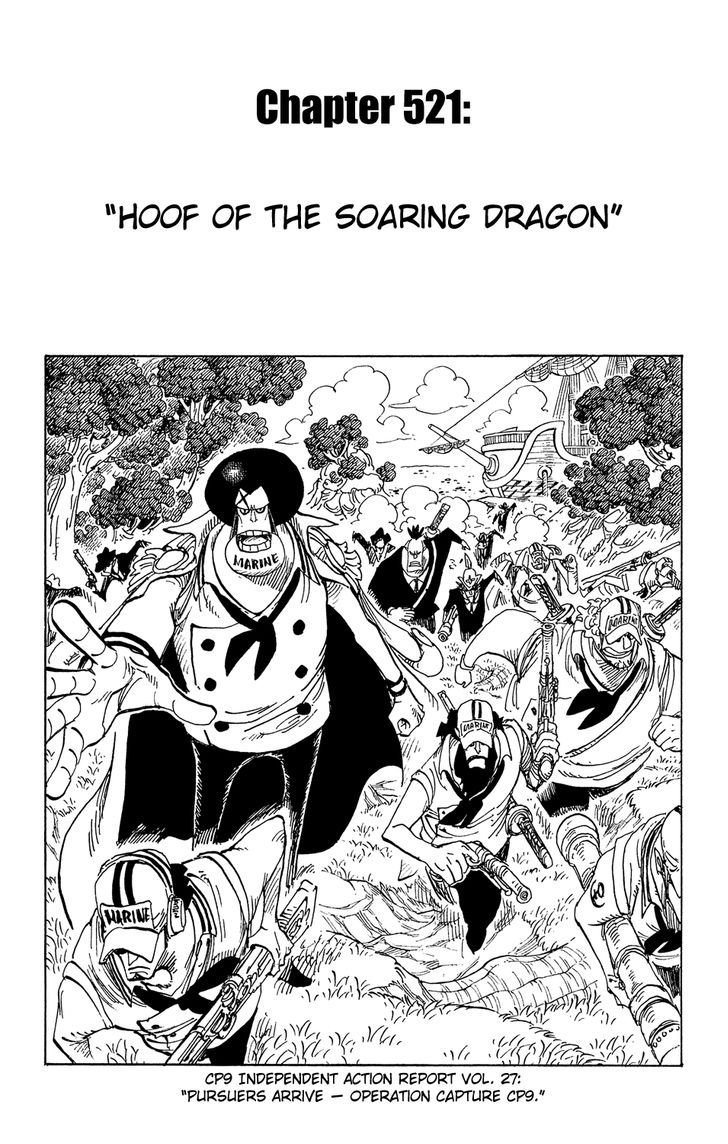 Chapter 521:
"HOOF OF THE SOARING DRAGON"
MARINE
MARINE
MARINE
MARINE
CP9 INDEPENDENT ACTION REPORT VOL. 27:
"PURSUERS ARRIVE – OPERATION CAPTURE CP9."